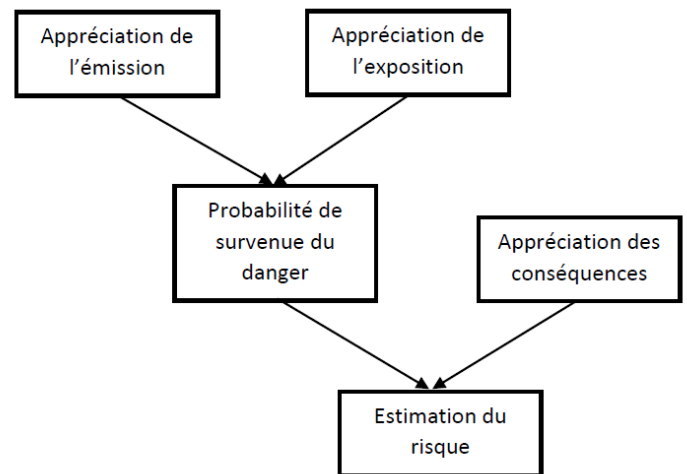 Appréciation de
l'émission
Appréciation de
l'exposition
Probabilité de
survenue du
danger
Appréciation des
conséquences
Estimation du
risque